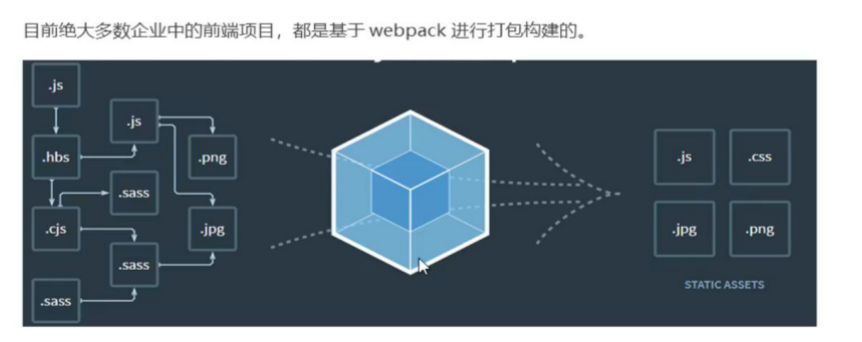 目前绝大多数企业中的前端项目，都是基于 webpack 进行打包构建的。
.js
.js
.hbs
.png
.sass
.cjs
.jpg
.sass
.sass
.js
.css
.jpg
.png
STATIC ASSETS